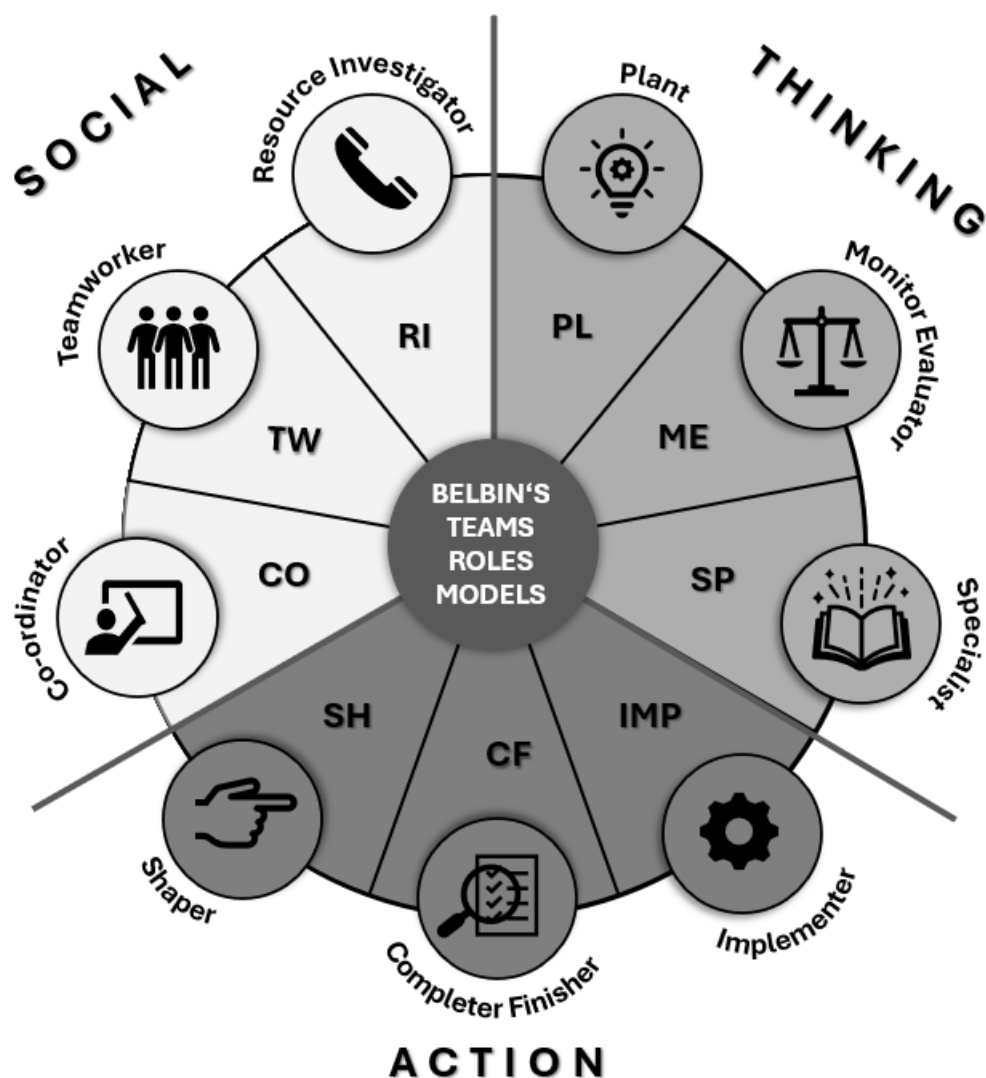 SOCIAL
THINKING
Resource Investigator
Plant
Teamworker
Monitor Evaluator
RI
PL
TW
ME
BELBIN‘S
TEAMS
ROLES
MODELS
CO
SP
Co-ordinator
Specialist
SH
CF
IMP
Shaper
Completer Finisher
Implementer
ACTION